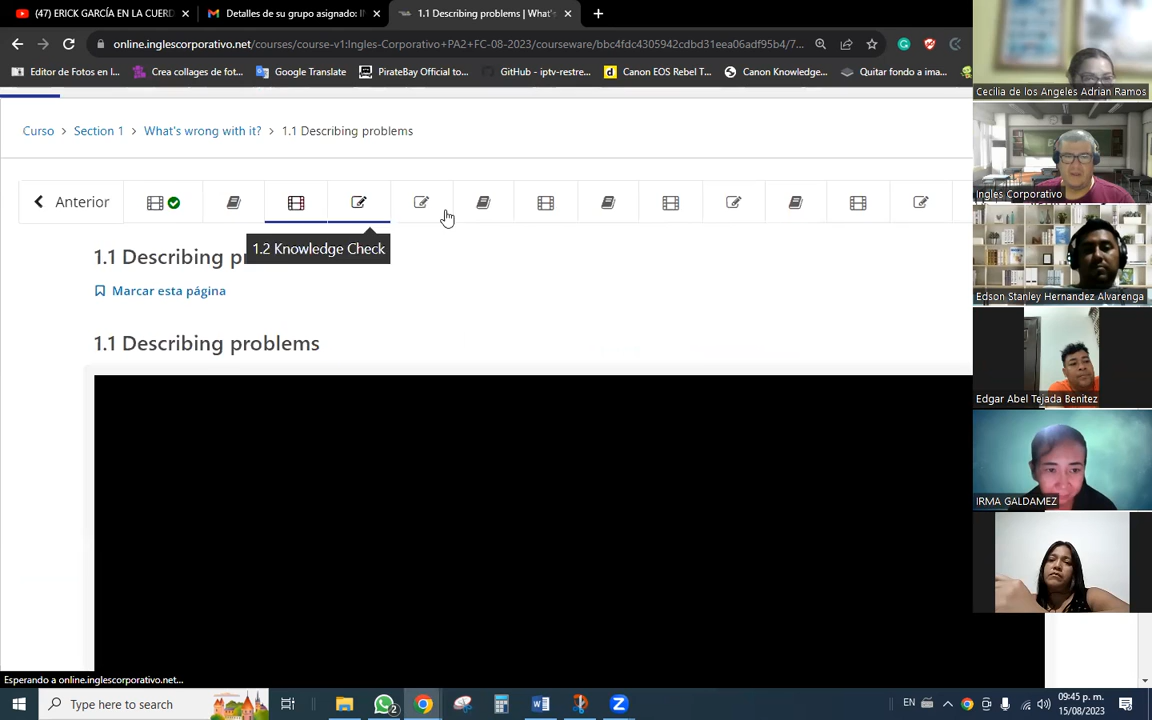 (47) ERICK GARCÍA EN LA CUERD
Detalles de su grupo asignado: I
1.1 Describing problems | What's
online.inglescorporativo.net/courses/course-v1:Ingles-Corporativo+PA2+FC-08-2023/courseware/bbc4fdc4305942cdbd31eea06adf95b4/7...
Editor de Fotos en l...
Crea collages de fot...
Google Translate
PirateBay Official to...
GitHub - iptv-restre...
Canon EOS Rebel T...
Canon Knowledge...
Quitar fondo a ima...
Curso > Section 1 > What's wrong with it? > 1.1 Describing problems
Anterior
1.2 Knowledge Check
1.1 Describing pr
Marcar esta página
1.1 Describing problems
Cecilia de los Angeles Adrian Ramos
Ingles Corporativo
Edson Stanley Hernandez Alvarenga
Edgar Abel Tejada Benitez
IRMA GALDAMEZ
Esperando a online.inglescorporativo.net...
Type here to search
2
EN
09:45 p. m.
15/08/2023